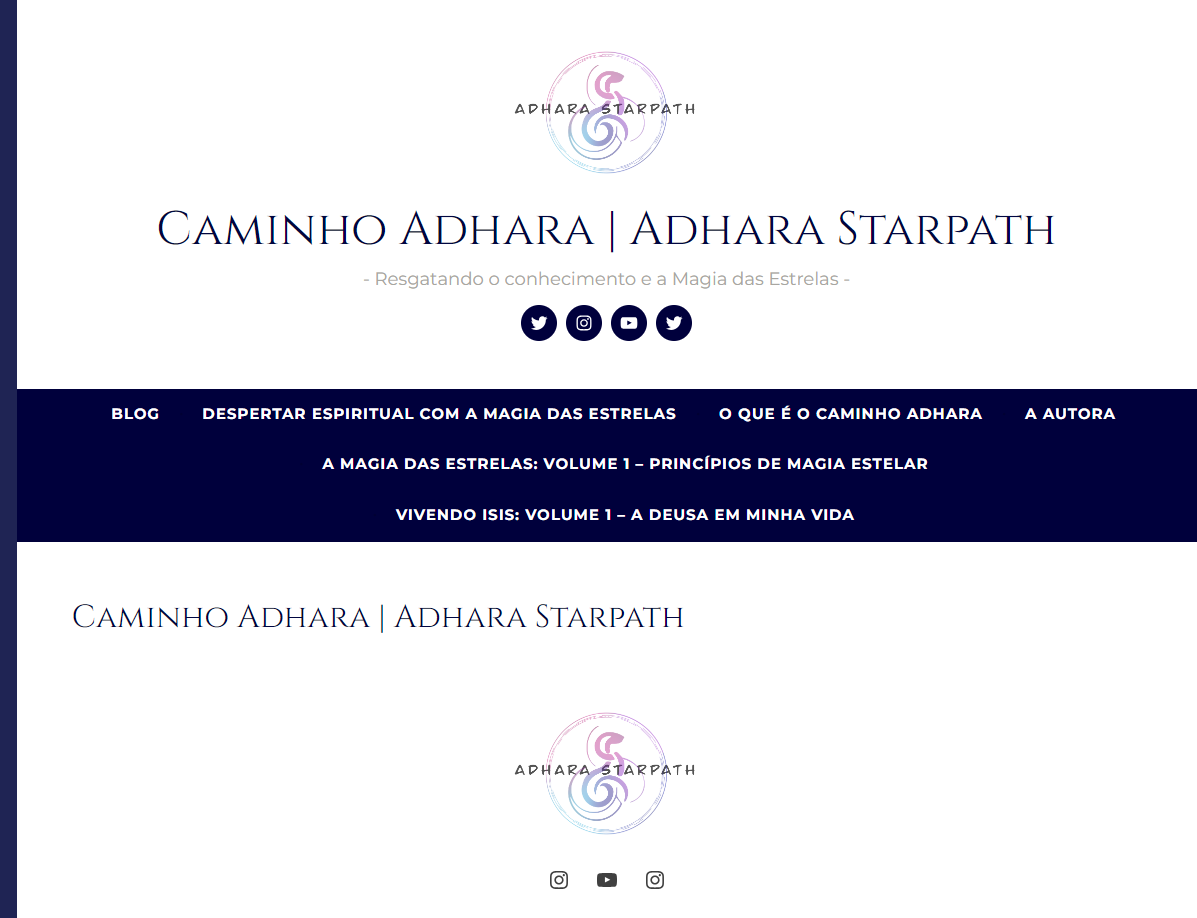 ADHARA STARPATH
Caminho Adhara | Adhara Starpath
- Resgatando o conhecimento e a Magia das Estrelas -
BLOG DESPERTAR ESPIRITUAL COM A MAGIA DAS ESTRELAS O QUE É O CAMINHO ADHARA A AUTORA
A MAGIA DAS ESTRELAS: VOLUME 1 – PRINCÍPIOS DE MAGIA ESTELAR
VIVENDO ISIS: VOLUME 1 – A DEUSA EM MINHA VIDA
Caminho Adhara | Adhara Starpath
ADHARA STARPATH